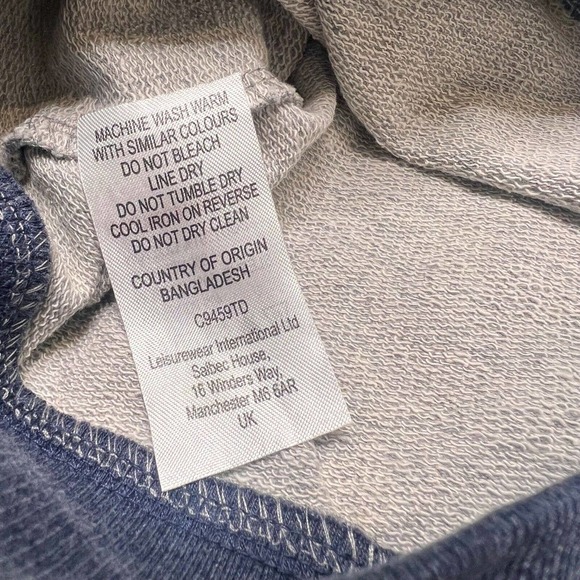 MACHINE WASH WARM
WITH SIMILAR COLOURS
DO NOT BLEACH
LINE DRY
DO NOT TUMBLE DRY
COOL IRON ON REVERSE
DO NOT DRY CLEAN
COUNTRY OF ORIGIN
BANGLADESH
C9459TD
Leisurewear International Ltd
Salbec House,
16 Winders Way,
Manchester M6 6AR
UK